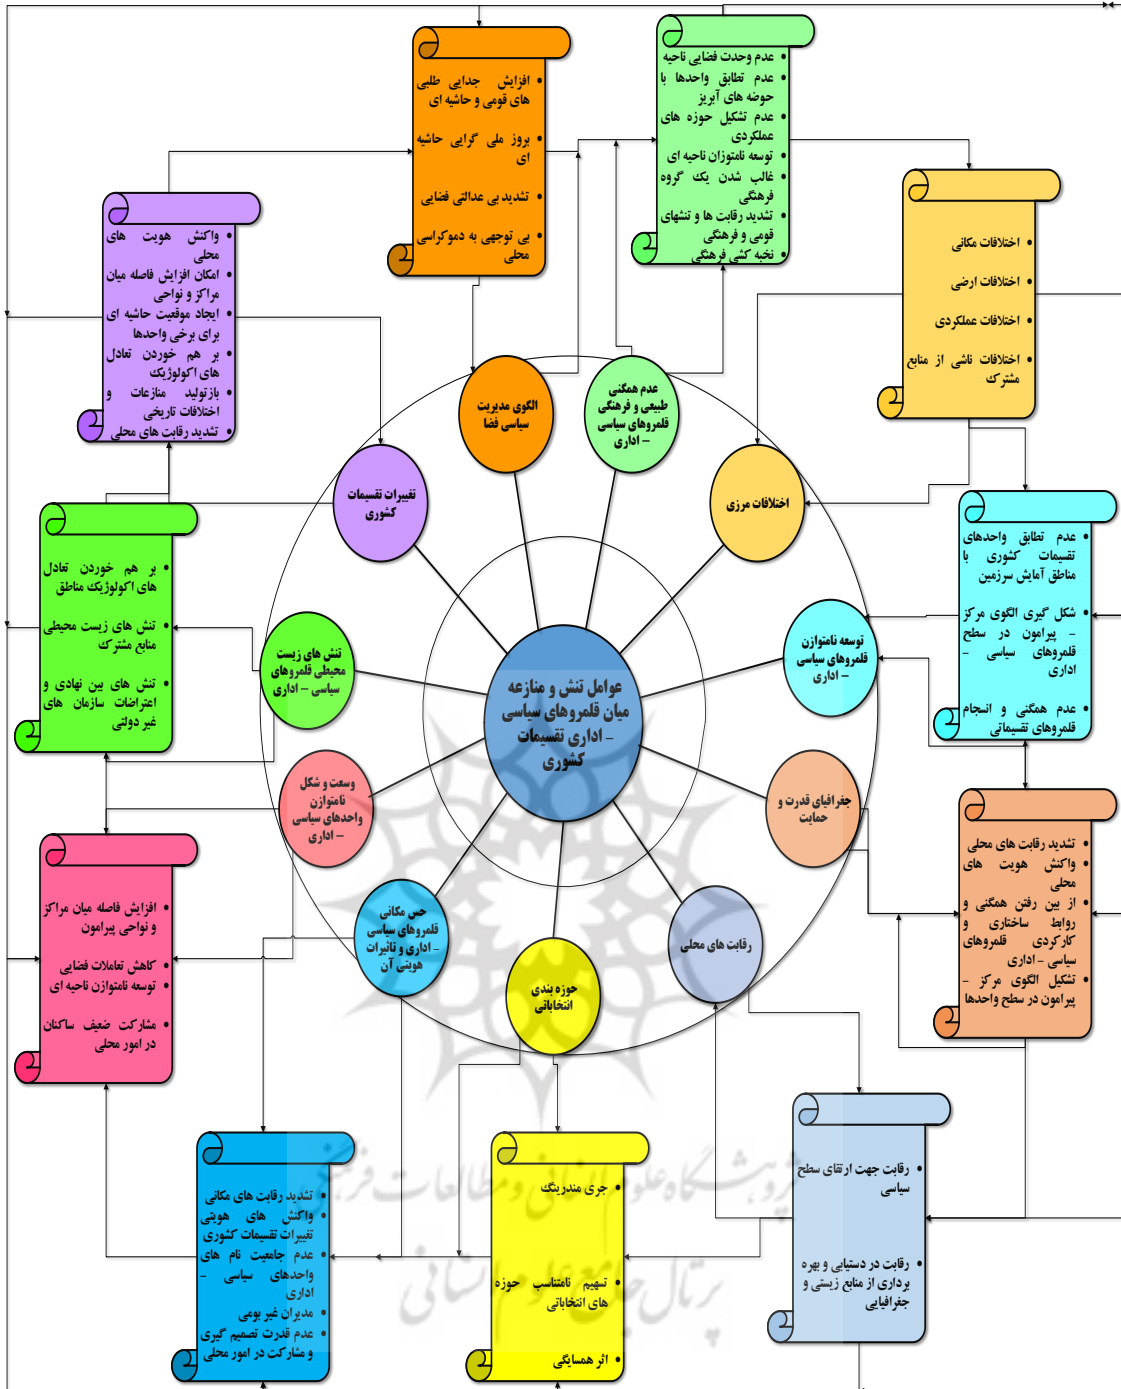 افزایش جدایی طلبی
های قومی و حاشیه ای
بروز ملی گرایی حاشیه
ای
تشدید بی عدالتی فضایی
بی توجهی به دموکراسی
محلی
عدم وحدت فضایی ناحیه
عدم تطابق واحدها با
حوضه های آبریز
عدم تشکیل حوزه های
عملکردی
توسعه نامتوزان ناحیه ای
غالب شدن یک گروه
فرهنگی
تشدید رقابت ها و تنشهای
قومی و فرهنگی
نخبه کشی فرهنگی
اختلافات مکانی
اختلافات ارضی
اختلافات عملکردی
اختلافات ناشی از منابع
مشترک
واکنش هویت های
محلی
امکان افزایش فاصله میان
مراکز و نواحی
ایجاد موقعیت حاشیه ای
برای برخی واحدها
بر هم خوردن تعادل
های اکولوژیک
بازتولید منازعات و
اختلافات تاریخی
تشدید رقابت های محلی
الگوی مدیریت
سیاسی فضا
عدم همگنی
طبیعی و فرهنگی
قلمروهای سیاسی
– اداری
اختلافات مرزی
تغییرات تقسیمات
کشوری
عدم تطابق واحدهای
تقسیمات کشوری با
مناطق آمایش سرزمین
شکل گیری الگوی مرکز
– پیرامون در سطح
قلمروهای سیاسی –
اداری
عدم همگنی و انسجام
قلمروهای تقسیماتی
بر هم خوردن تعادل
های اکولوژیک مناطق
تنش های زیست محیطی
منابع مشترک
تنش های بین نهادی و
اعتراضات سازمان های
غیر دولتی
تنش های زیست
محیطی قلمروهای
سیاسی – اداری
توسعه نامتوازن
قلمروهای سیاسی
– اداری
عوامل تنش و منازعه
میان قلمروهای سیاسی
– اداری تقسیمات
کشوری
وسعت و شکل
نامتوازن
واحدهای سیاسی
– اداری
جغرافیای قدرت و
حمایت
تشدید رقابت های محلی
واکنش هویت های
محلی
از بین رفتن همگنی و
روابط ساختاری و
کارکردی قلمروهای
سیاسی – اداری
تشکیل الگوی مرکز –
پیرامون در سطح واحدها
افزایش فاصله میان مراکز
و نواحی پیرامون
کاهش تعاملات فضایی
توسعه نامتوازن ناحیه ای
مشارکت ضعیف ساکنان
در امور محلی
حس مکانی
قلمروهای سیاسی
– اداری و تاثیرات
هویتی آن
حوزه بندی
انتخاباتی
رقابت های محلی
رقابت جهت ارتقای سطح
سیاسی
رقابت در دستیابی و بهره
برداری از منابع زیستی و
جغرافیایی
جری مندرینگ
تسهیم نامتناسب حوزه
های انتخاباتی
اثر همسایگی
تشدید رقابت های مکانی
واکنش های هویتی
تغییرات تقسیمات کشوری
عدم جامعیت نام های
واحدهای سیاسی –
اداری
مدیران غیر بومی
عدم قدرت تصمیم گیری
و مشارکت در امور محلی
پژوهشگاه علوم انسانی و مطالعات فرهنگی
پرتال جامع علوم انسانی